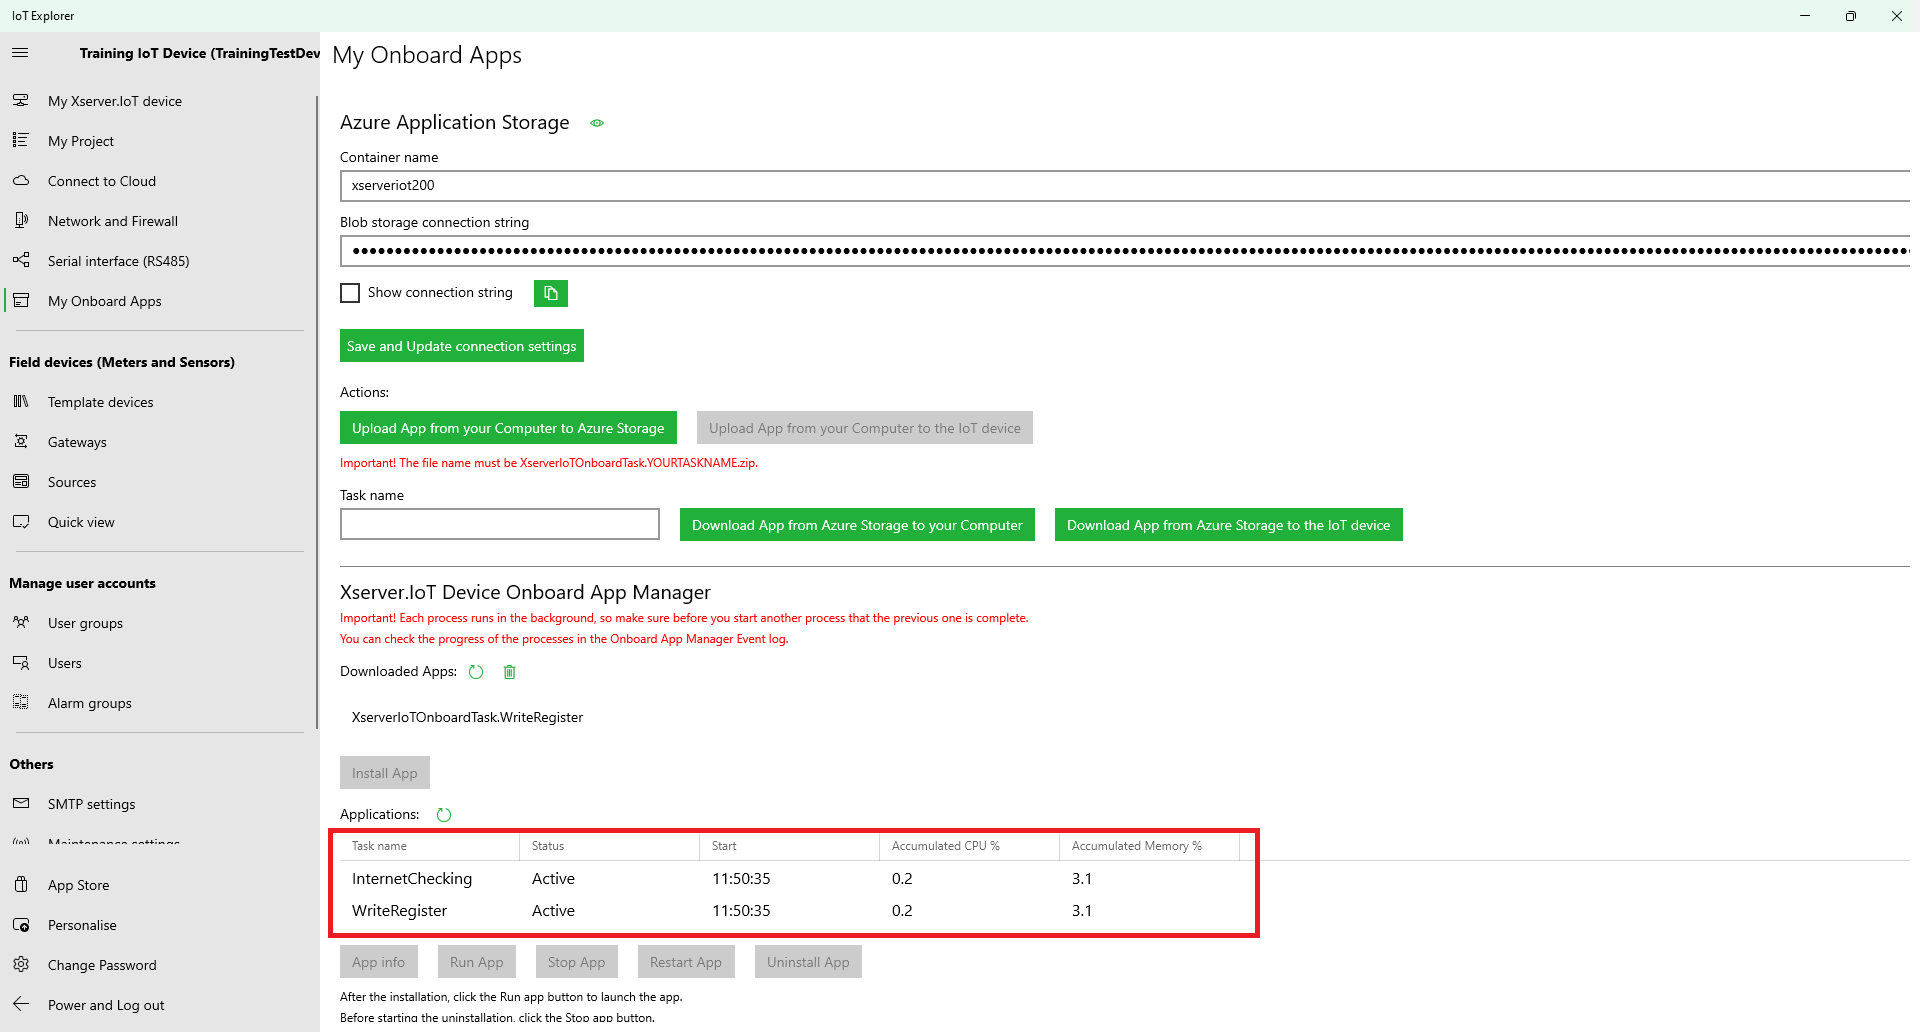 IoT Explorer
Training IoT Device (TrainingTestDev
My Xserver.IoT device
My Project
Connect to Cloud
Network and Firewall
Serial interface (RS485)
My Onboard Apps
Field devices (Meters and Sensors)
Template devices
Gateways
Sources
Quick view
Manage user accounts
User groups
Users
Alarm groups
Others
SMTP settings
Maintenance settings
App Store
Personalise
Change Password
Power and Log out
My Onboard Apps
Azure Application Storage
Container name
xserveriot200
Blob storage connection string
Show connection string
Save and Update connection settings
Actions:
Upload App from your Computer to Azure Storage
Upload App from your Computer to the IoT device
Important! The file name must be XserverIoTOnboardTask.YOURTASKNAME.zip.
Task name
Download App from Azure Storage to your Computer
Download App from Azure Storage to the IoT device
Xserver.IoT Device Onboard App Manager
Important! Each process runs in the background, so make sure before you start another process that the previous one is complete.
You can check the progress of the processes in the Onboard App Manager Event log.
Downloaded Apps:
XserverIoTOnboardTask.WriteRegister
Install App
Applications:
Task name Status Start Accumulated CPU % Accumulated Memory %
InternetChecking Active 11:50:35 0.2 3.1
WriteRegister Active 11:50:35 0.2 3.1
App info Run App Stop App Restart App Uninstall App
After the installation, click the Run app button to launch the app.
Before starting the uninstallation, click the Stop app button.